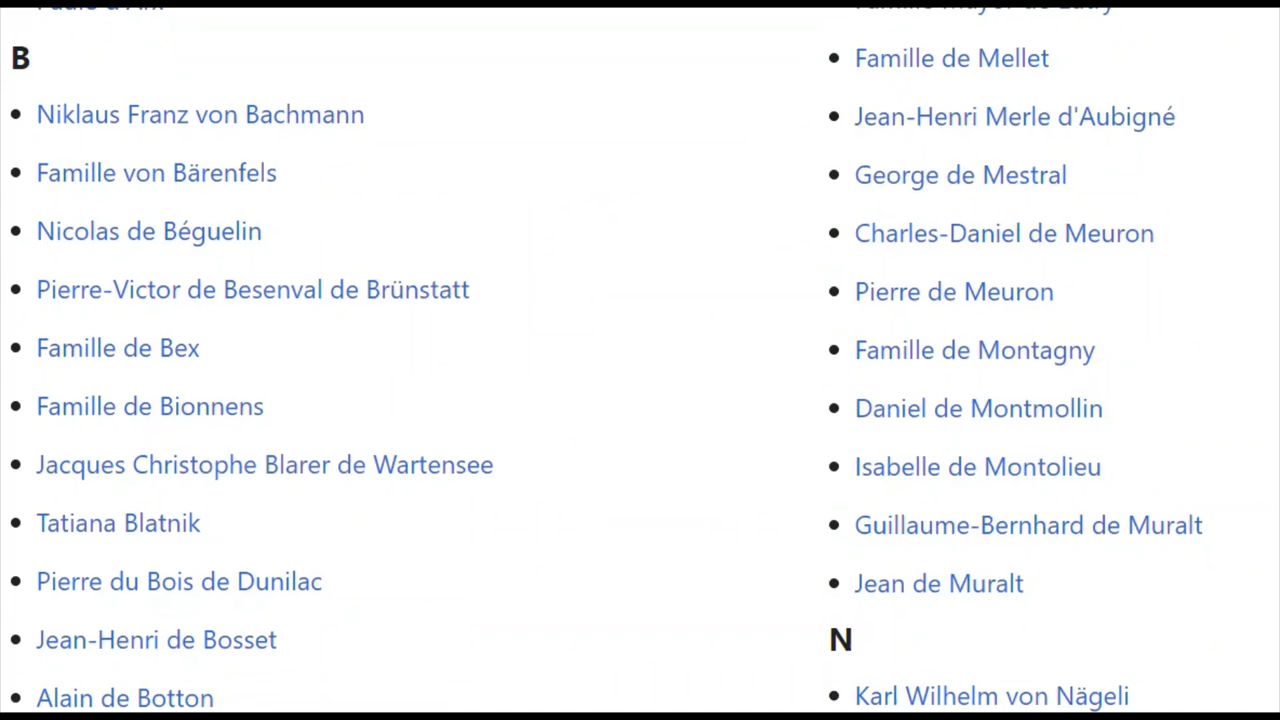 B
Niklaus Franz von Bachmann
Famille von Bärenfels
Nicolas de Béguelin
Pierre-Victor de Besenval de Brünstatt
Famille de Bex
Famille de Bionnens
Jacques Christophe Blarer de Wartensee
Tatiana Blatnik
Pierre du Bois de Dunilac
Jean-Henri de Bosset
Alain de Botton
Famille de Mellet
Jean-Henri Merle d'Aubigné
George de Mestral
Charles-Daniel de Meuron
Pierre de Meuron
Famille de Montagny
Daniel de Montmollin
Isabelle de Montolieu
Guillaume-Bernhard de Muralt
Jean de Muralt
N
Karl Wilhelm von Nägeli